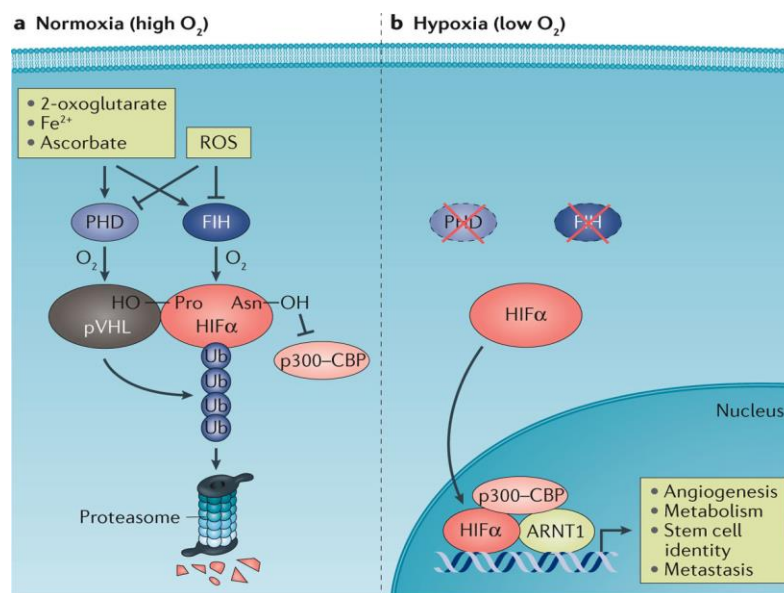 a Normoxia (high O₂)
b Hypoxia (low O₂)
• 2-oxoglutarate
• Fe²⁺
• Ascorbate
ROS
PHD
FIH
O₂
O₂
pVHL
HO
Pro
Asn
OH
HIFα
p300–CBP
Ub
Ub
Ub
Ub
Proteasome
PHD
FIH
HIFα
Nucleus
p300–CBP
HIFα
ARNT1
• Angiogenesis
• Metabolism
• Stem cell
identity
• Metastasis